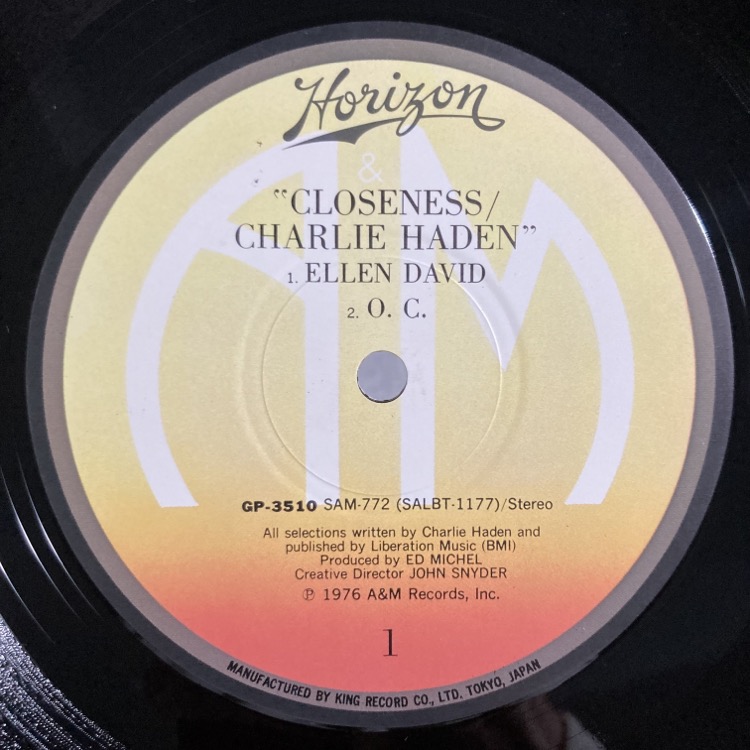 Horizon
&
"CLOSENESS/
CHARLIE HADEN"
1. ELLEN DAVID
2. O. C.
GP-3510 SAM-772 (SALBT-1177)/Stereo
All selections written by Charlie Haden and
published by Liberation Music (BMI)
Produced by ED MICHEL
Creative Director JOHN SNYDER
℗ 1976 A&M Records, Inc.
1
MANUFACTURED BY KING RECORD CO., LTD. TOKYO, JAPAN